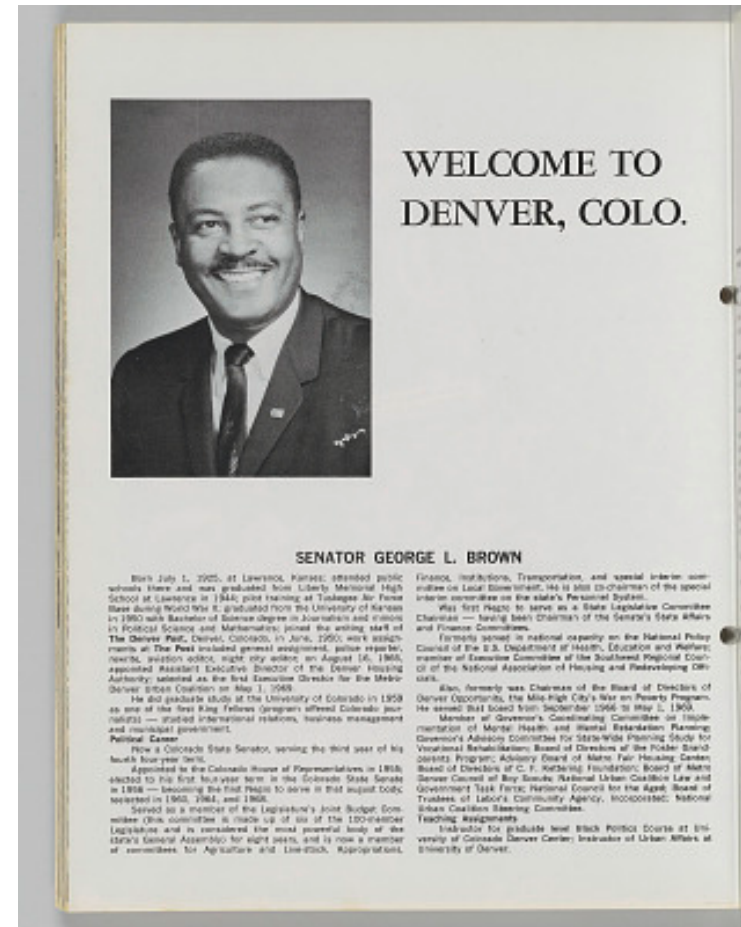 WELCOME TO
DENVER, COLO.
SENATOR GEORGE L. BROWN
Born July 1, 1925, at Lawrence, Kansas; attended public
schools there and was graduated from Liberty Memorial High
School at Lawrence in 1944; pilot training at Tuskegee Air Force
Base during World War II; graduated from the University of Kansas
in 1950 with Bachelor of Science degree in Journalism and minors
in Political Science and Mathematics; joined the writing staff of
The Denver Post, Denver, Colorado, in June, 1950; work assign-
ments at The Post included general assignment, police reporter,
rewrite, aviation editor, night city editor; on August 16, 1965,
appointed Assistant Executive Director of the Denver Housing
Authority; selected as the first Executive Director for the Metro-
Denver Urban Coalition on May 1, 1969.
He did graduate study at the University of Colorado in 1959
as one of the first King Fellows (program offered Colorado jour-
nalists) — studied international relations, business management
and municipal government.
Political Career
Now a Colorado State Senator, serving the third year of his
fourth four-year term.
Appointed to the Colorado House of Representatives in 1955;
elected to his first four-year term in the Colorado State Senate
in 1956 — becoming the first Negro to serve in that august body;
reelected in 1960, 1964, and 1968.
Served as a member of the Legislature's Joint Budget Com-
mittee (this committee is made up of six of the 100-member
Legislature and is considered the most powerful body of the
state's General Assembly) for eight years, and is now a member
of committees for Agriculture and Livestock, Appropriations,
Finance, Institutions, Transportation, and special interim com-
mittee on Local Government. He is also co-chairman of the special
interim committee on the state's Personnel System.
Was first Negro to serve as a State Legislative Committee
Chairman — having been Chairman of the Senate's State Affairs
and Finance Committees.
Formerly served in national capacity on the National Policy
Council of the U.S. Department of Health, Education and Welfare;
member of Executive Committee of the Southwest Regional Coun-
cil of the National Association of Housing and Redeveloping Offi-
cials.
Also, formerly was Chairman of the Board of Directors of
Denver Opportunity, the Mile-High City's War on Poverty Program.
He served that board from September 1966 to May 1, 1969.
Member of Governor's Coordinating Committee on Imple-
mentation of Mental Health and Mental Retardation Planning;
Governor's Advisory Committee for State-Wide Planning Study for
Vocational Rehabilitation; Board of Directors of the Foster Grand-
parents Program; Advisory Board of Metro Fair Housing Center;
Board of Directors of C. F. Kettering Foundation; Board of Metro
Denver Council of Boy Scouts; National Urban Coalition Law and
Government Task Force; National Council for the Aged; Board of
Trustees of Labor's Community Agency, Incorporated; National
Urban Coalition Steering Committee.
Teaching Assignments
Instructor for graduate level Black Politics Course at Uni-
versity of Colorado Denver Center; Instructor of Urban Affairs at
University of Denver.